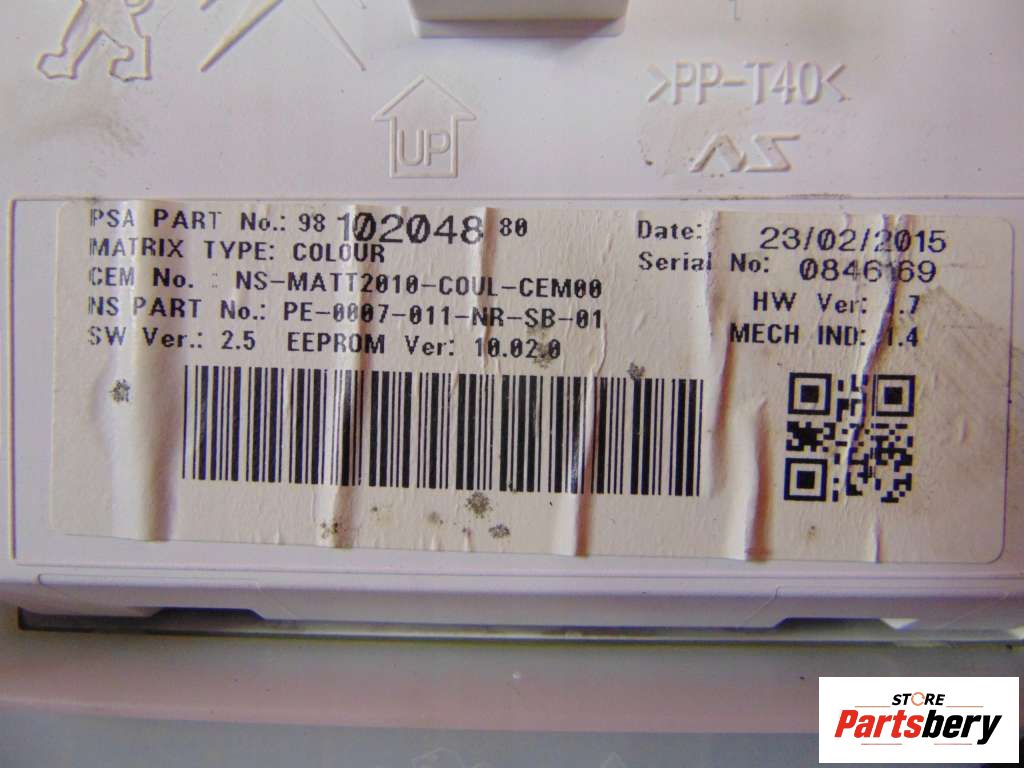 1
>PP-T40<
UP
NS
PSA PART No.: 98 102048 80
MATRIX TYPE: COLOUR
CEM No. : NS-MATT2010-COUL-CEM00
NS PART No.: PE-0007-011-NR-SB-01
SW Ver.: 2.5 EEPROM Ver: 10.02.0
Date: 23/02/2015
Serial No: 0846169
HW Ver: 1.7
MECH IND: 1.4
STORE
Partsbery